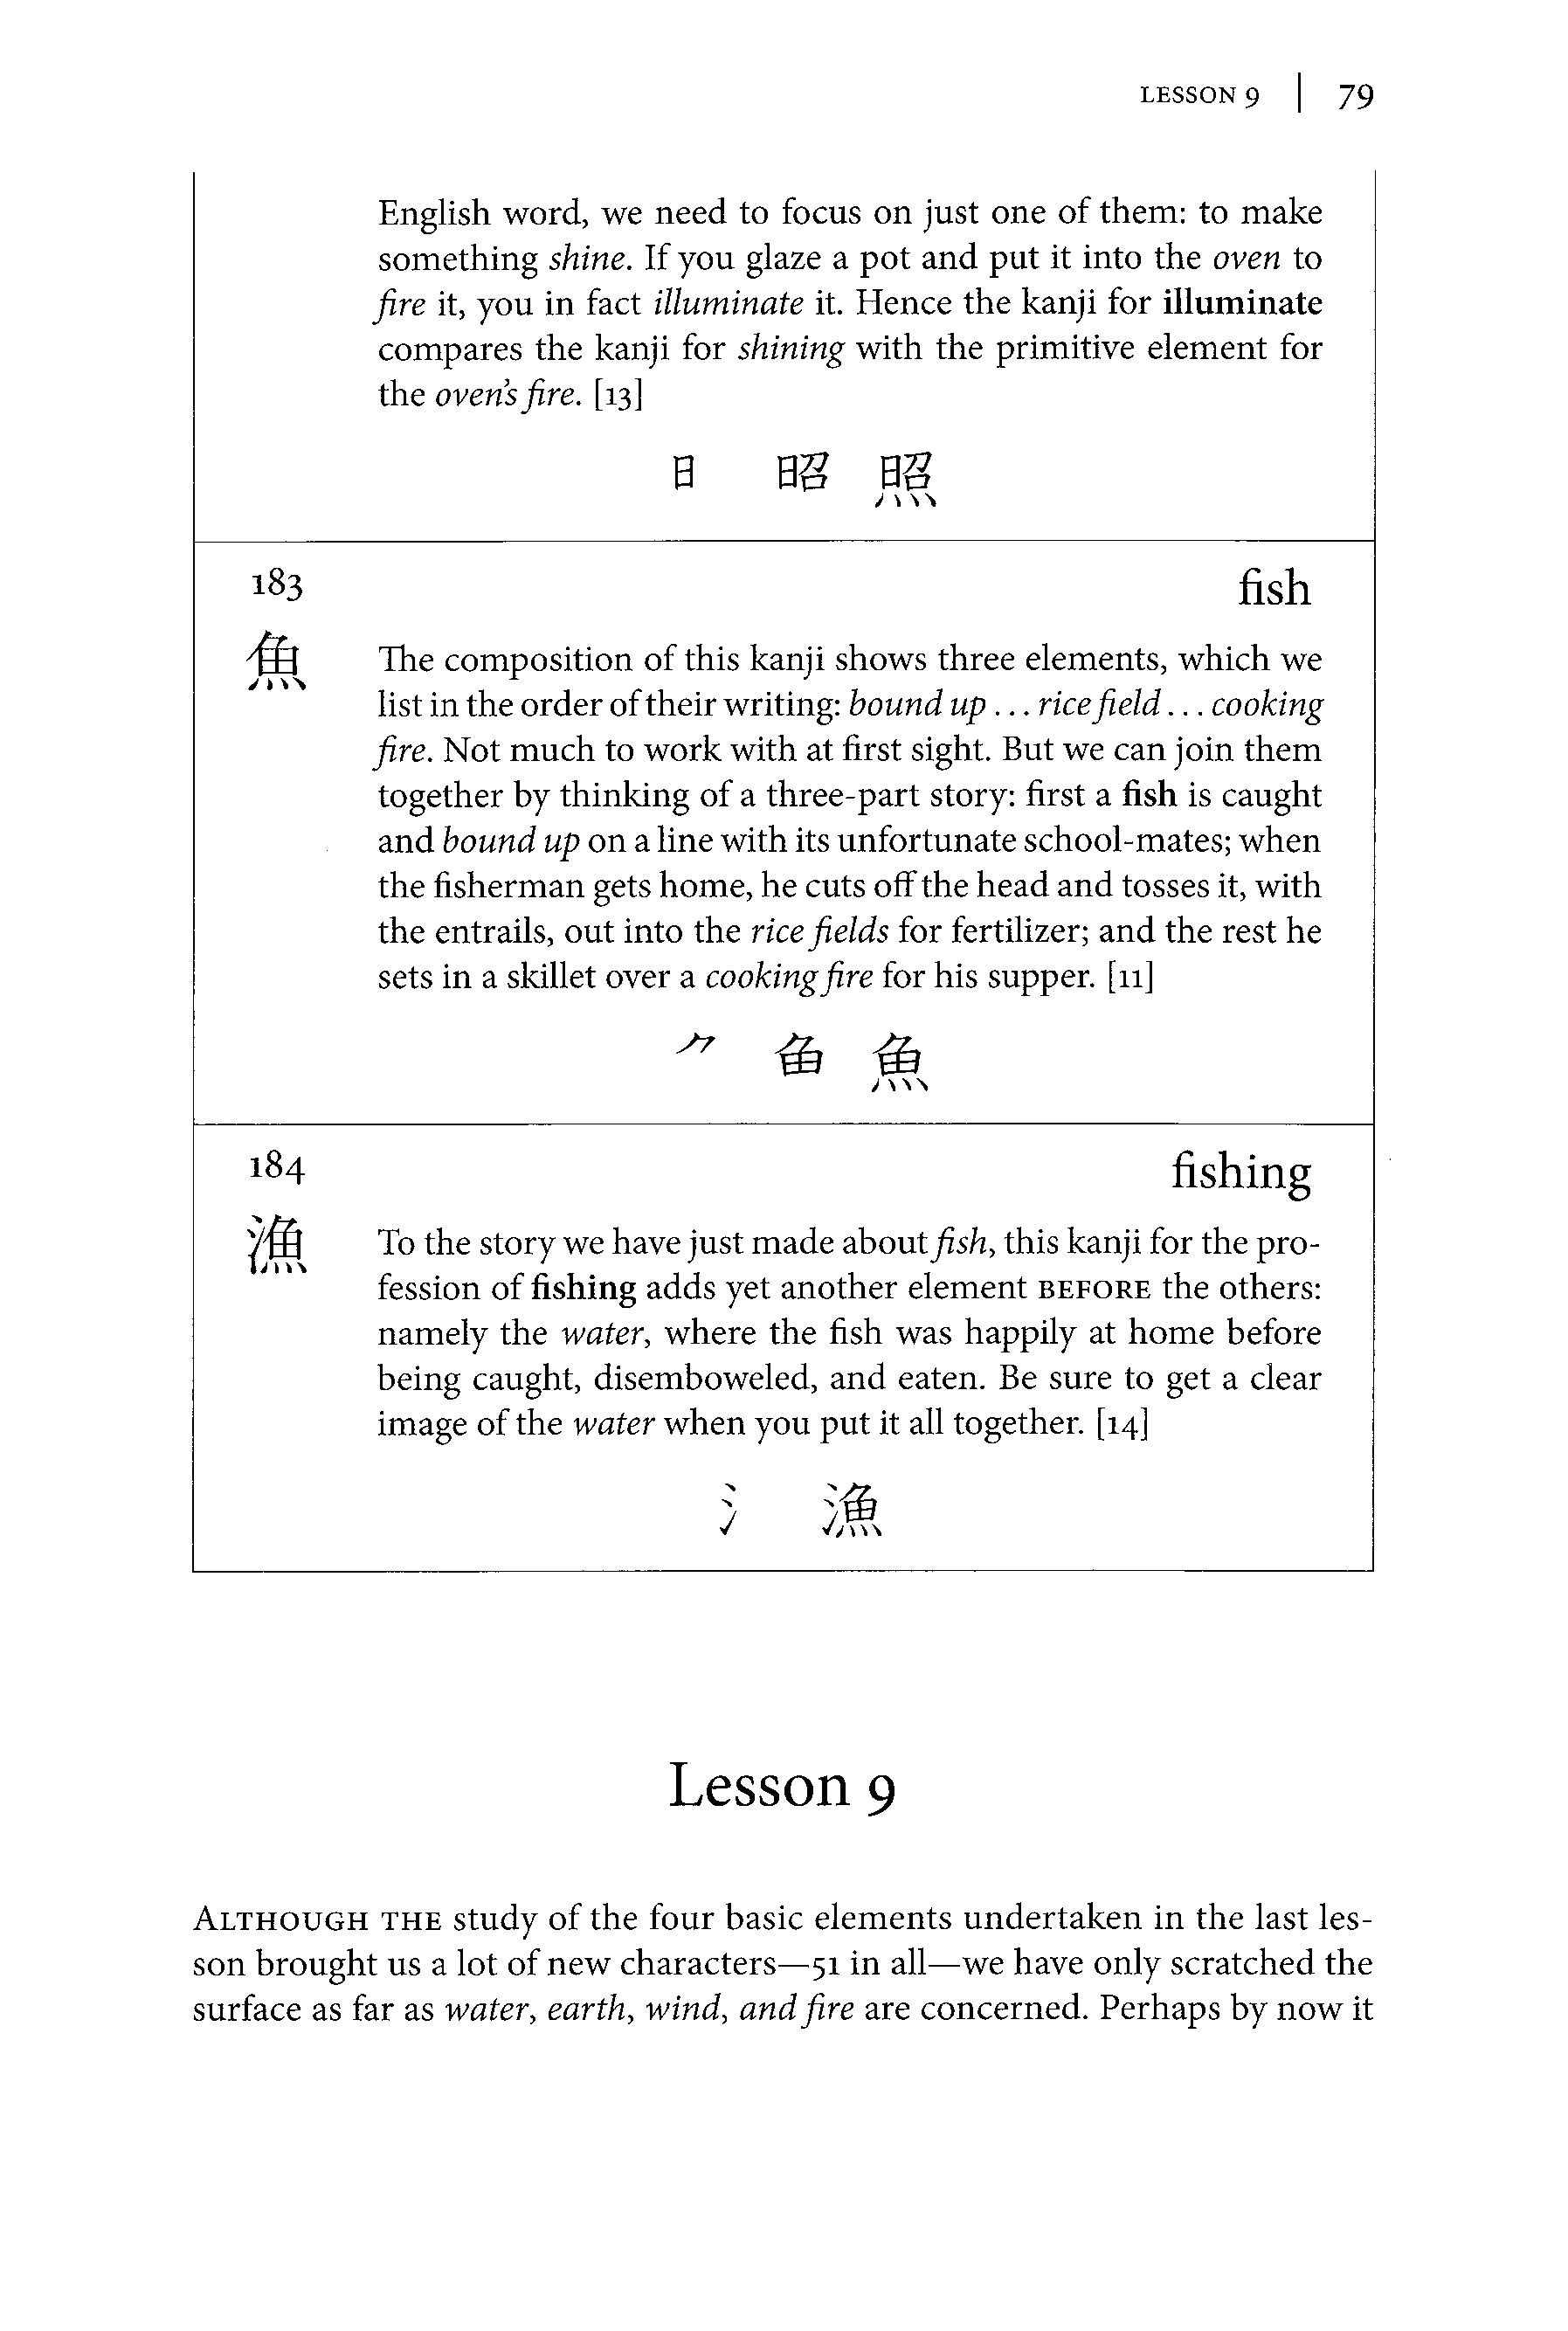 LESSON 9 | 79
English word, we need to focus on just one of them: to make
something shine. If you glaze a pot and put it into the oven to
fire it, you in fact illuminate it. Hence the kanji for illuminate
compares the kanji for shining with the primitive element for
the oven's fire. [13]
日 昭 照
183 fish
魚
The composition of this kanji shows three elements, which we
list in the order of their writing: bound up . . . rice field . . . cooking
fire. Not much to work with at first sight. But we can join them
together by thinking of a three-part story: first a fish is caught
and bound up on a line with its unfortunate school-mates; when
the fisherman gets home, he cuts off the head and tosses it, with
the entrails, out into the rice fields for fertilizer; and the rest he
sets in a skillet over a cooking fire for his supper. [11]
⺈ 𩵋 魚
184 fishing
漁
To the story we have just made about fish, this kanji for the pro-
fession of fishing adds yet another element BEFORE the others:
namely the water, where the fish was happily at home before
being caught, disemboweled, and eaten. Be sure to get a clear
image of the water when you put it all together. [14]
氵 漁
Lesson 9
ALTHOUGH THE study of the four basic elements undertaken in the last les-
son brought us a lot of new characters—51 in all—we have only scratched the
surface as far as water, earth, wind, and fire are concerned. Perhaps by now it